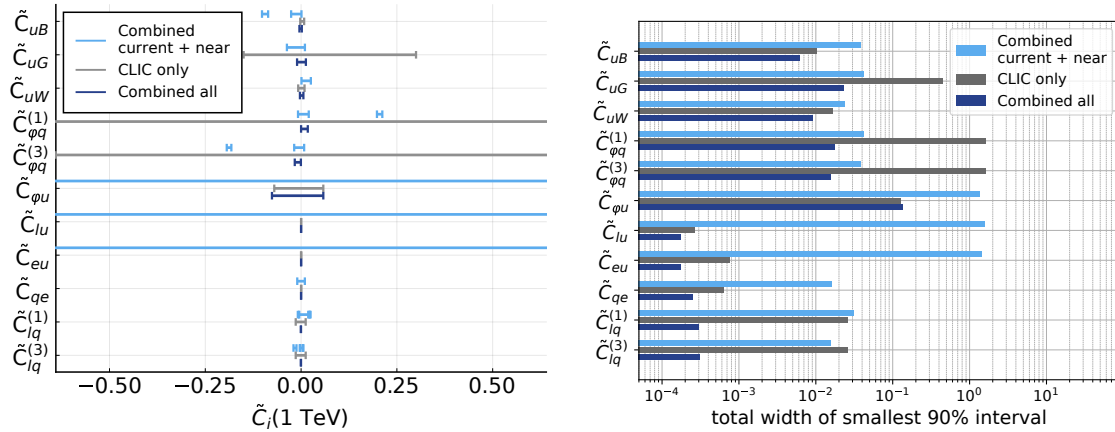 Combined
current + near
CLIC only
Combined all
C̃uB
C̃uG
C̃uW
C̃φq(1)
C̃φq(3)
C̃φu
C̃lu
C̃eu
C̃qe
C̃lq(1)
C̃lq(3)
−0.50 −0.25 0.00 0.25 0.50
C̃i(1 TeV)
Combined
current + near
CLIC only
Combined all
C̃uB
C̃uG
C̃uW
C̃φq(1)
C̃φq(3)
C̃φu
C̃lu
C̃eu
C̃qe
C̃lq(1)
C̃lq(3)
10−4 10−3 10−2 10−1 100 101
total width of smallest 90% interval